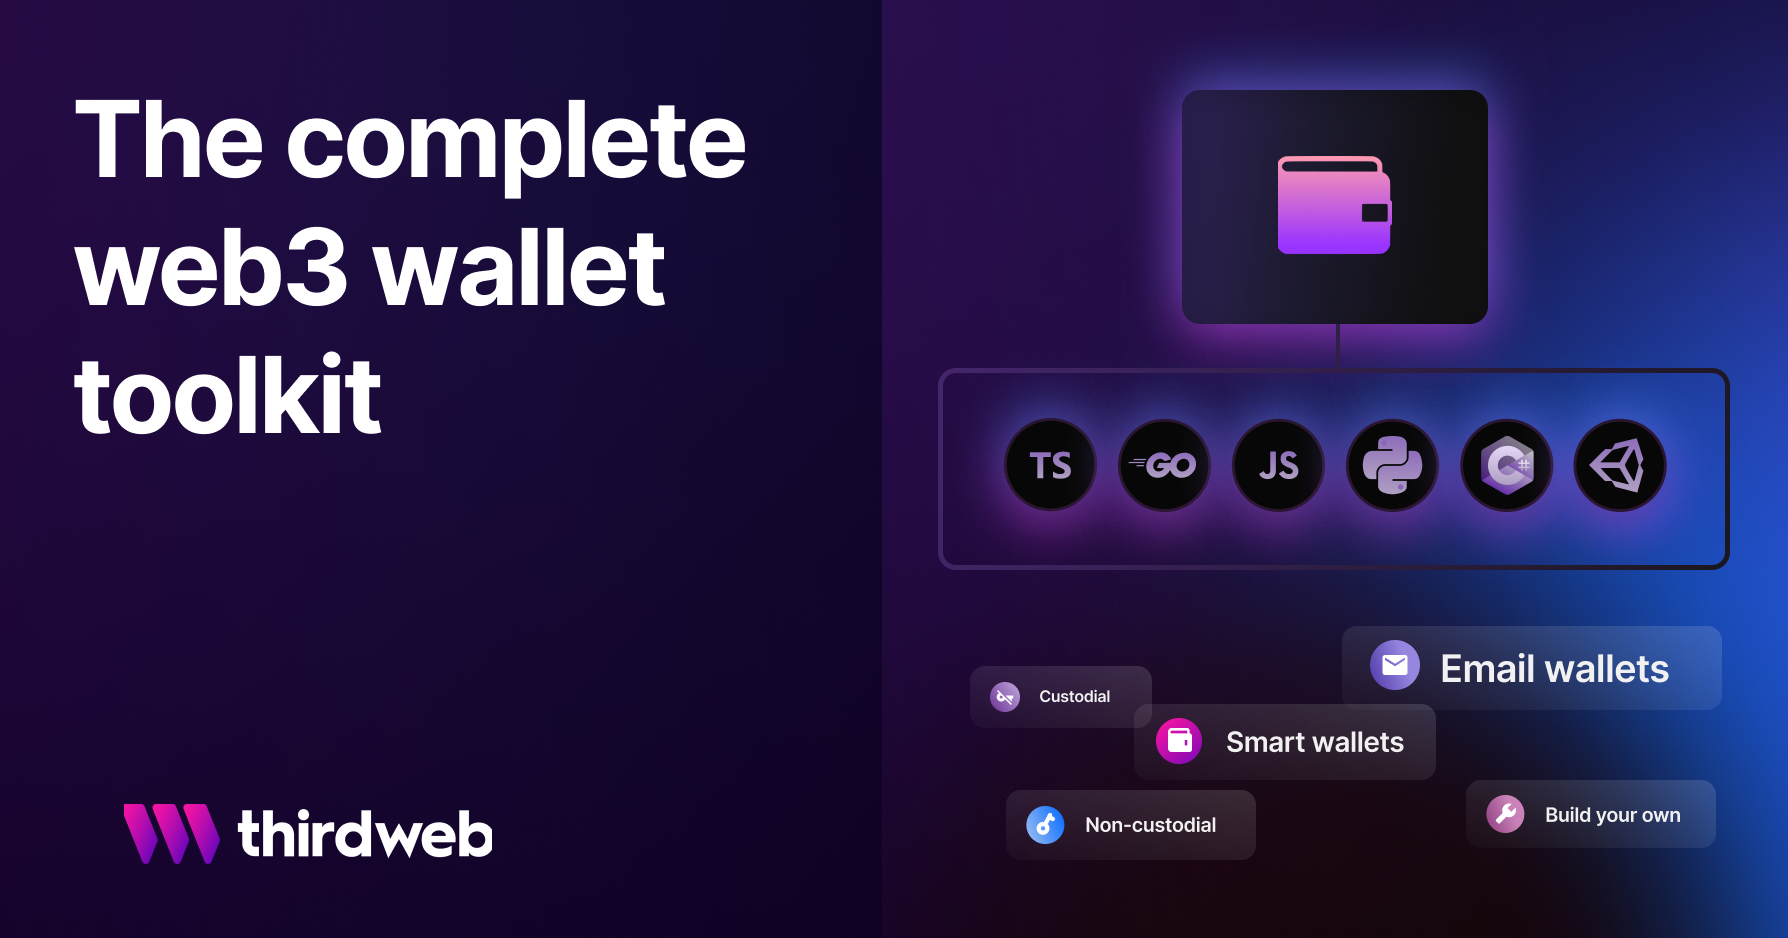 The complete
web3 wallet
toolkit
thirdweb
TS
GO
JS
C#
Email wallets
Custodial
Smart wallets
Non-custodial
Build your own